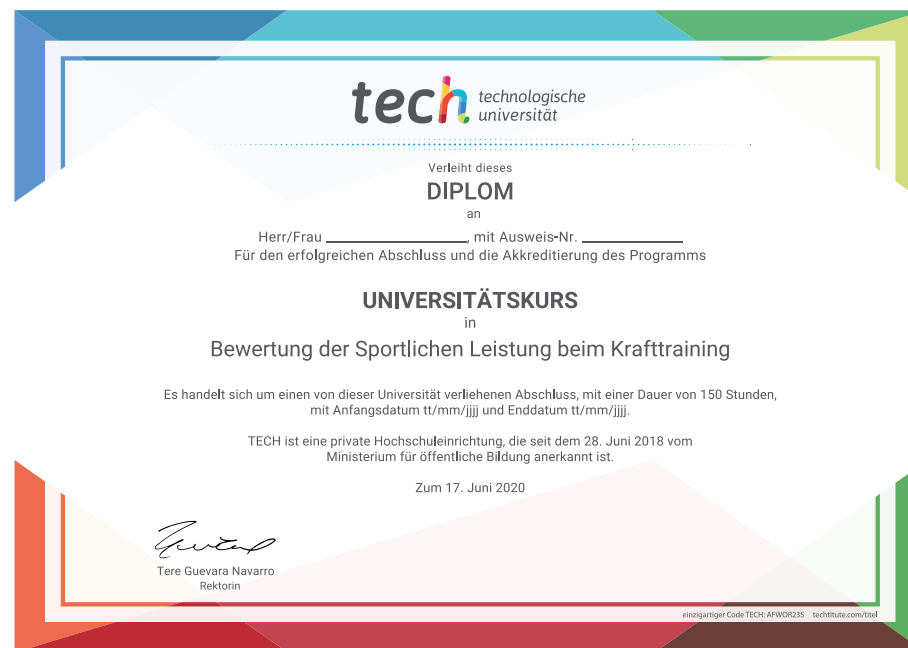 tech technologische
universität
Verleiht dieses
DIPLOM
an
Herr/Frau ____________, mit Ausweis-Nr. ____________
Für den erfolgreichen Abschluss und die Akkreditierung des Programms
UNIVERSITÄTSKURS
in
Bewertung der Sportlichen Leistung beim Krafttraining
Es handelt sich um einen von dieser Universität verliehenen Abschluss, mit einer Dauer von 150 Stunden,
mit Anfangsdatum tt/mm/jjjj und Enddatum tt/mm/jjjj.
TECH ist eine private Hochschuleinrichtung, die seit dem 28. Juni 2018 vom
Ministerium für öffentliche Bildung anerkannt ist.
Zum 17. Juni 2020
Tere Guevara Navarro
Rektorin
einzigartiger Code TECH: AFWOR23S techtitute.com/titel